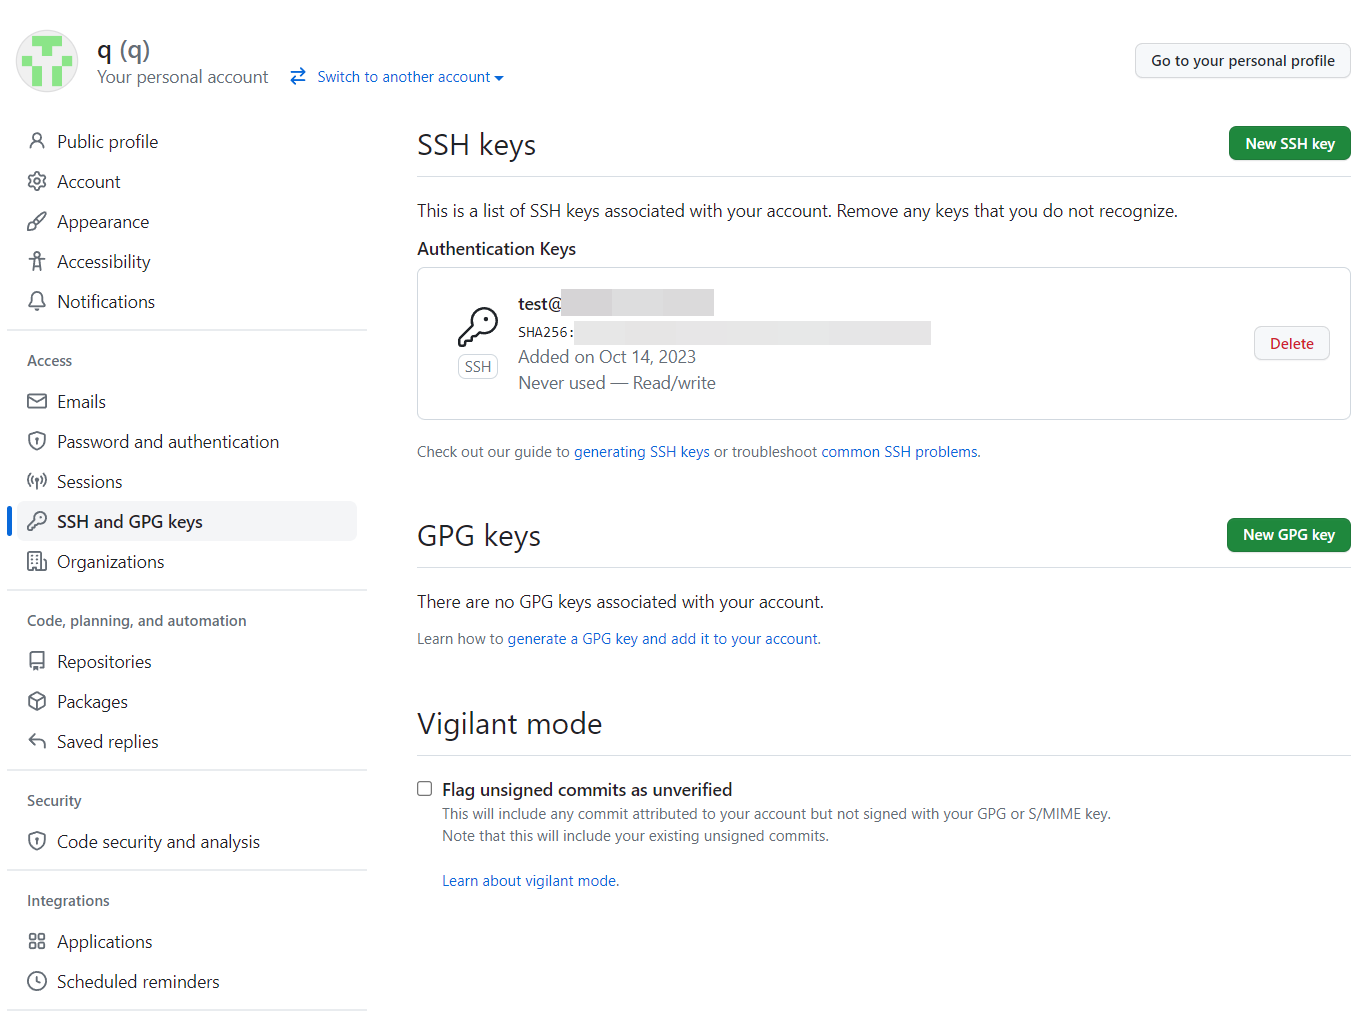 q (q)
Your personal account
Switch to another account
Go to your personal profile
Public profile
Account
Appearance
Accessibility
Notifications
Access
Emails
Password and authentication
Sessions
SSH and GPG keys
Organizations
Code, planning, and automation
Repositories
Packages
Saved replies
Security
Code security and analysis
Integrations
Applications
Scheduled reminders
SSH keys
New SSH key
This is a list of SSH keys associated with your account. Remove any keys that you do not recognize.
Authentication Keys
SSH
test@
SHA256:
Added on Oct 14, 2023
Never used — Read/write
Delete
Check out our guide to generating SSH keys or troubleshoot common SSH problems.
GPG keys
New GPG key
There are no GPG keys associated with your account.
Learn how to generate a GPG key and add it to your account.
Vigilant mode
Flag unsigned commits as unverified
This will include any commit attributed to your account but not signed with your GPG or S/MIME key.
Note that this will include your existing unsigned commits.
Learn about vigilant mode.